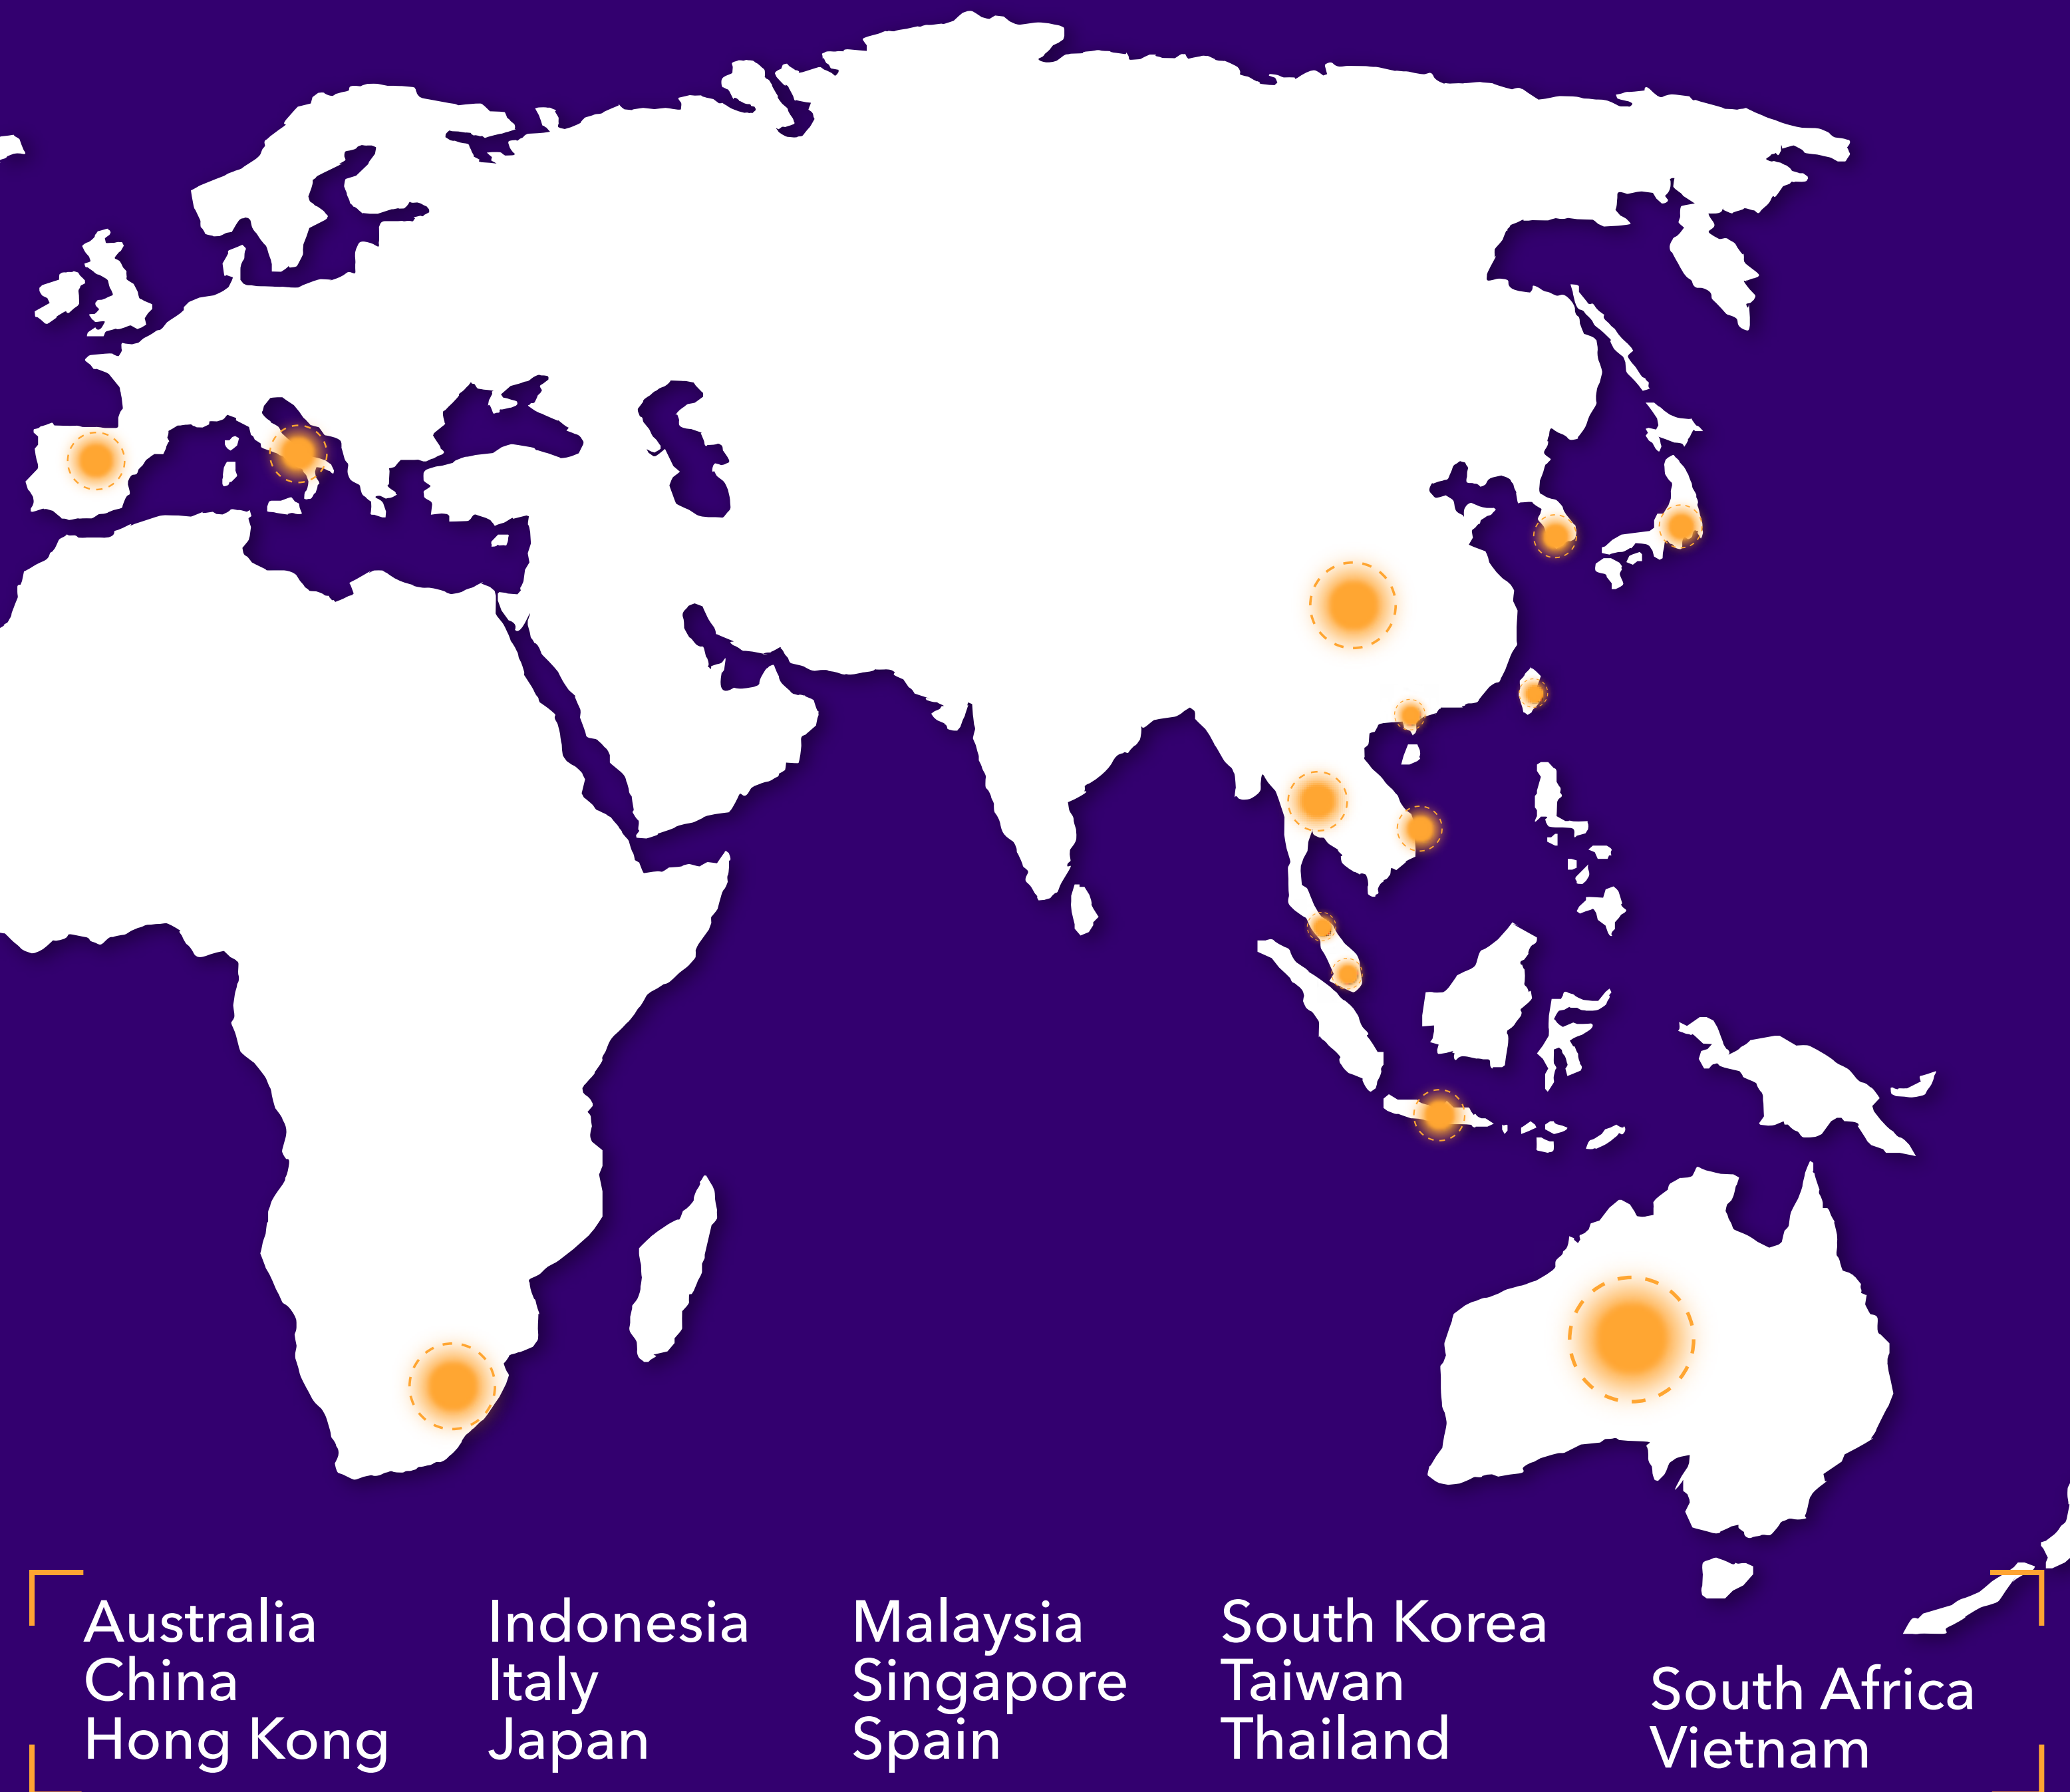 Australia
China
Hong Kong
Indonesia
Italy
Japan
Malaysia
Singapore
Spain
South Korea
Taiwan
Thailand
South Africa
Vietnam